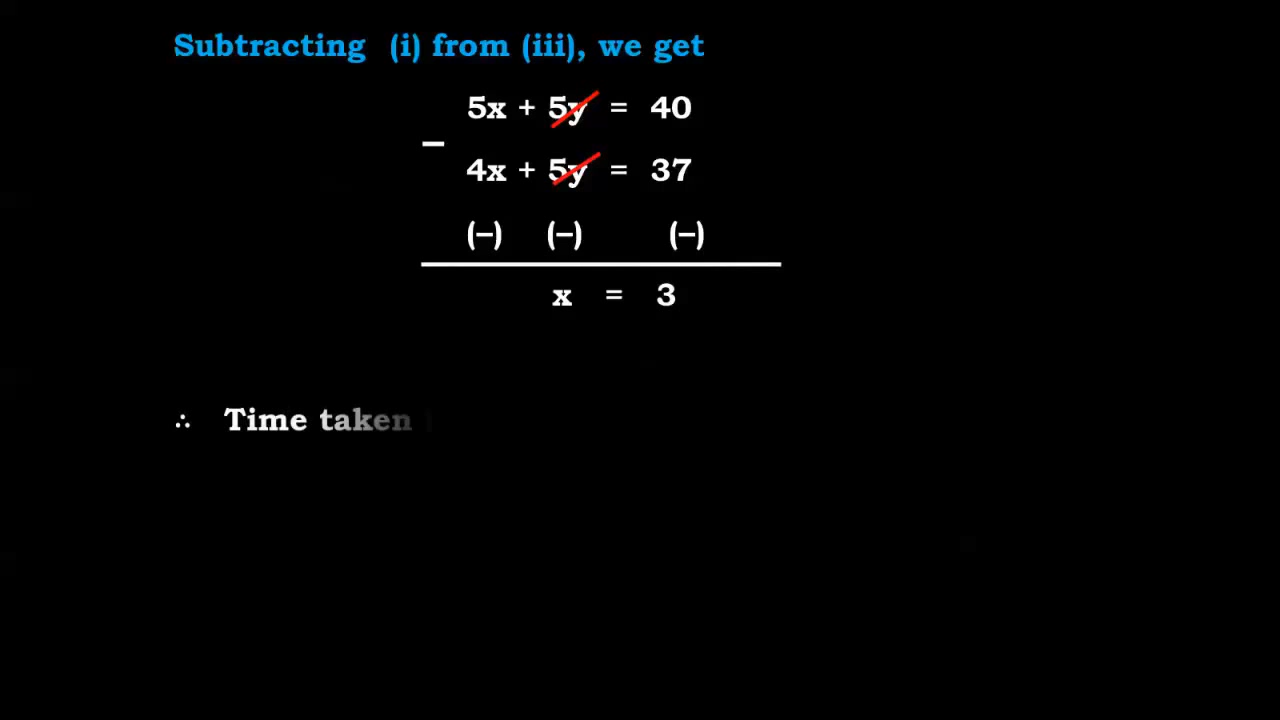 Subtracting (i) from (iii), we get
5x + 5y = 40
–
4x + 5y = 37
(–) (–) (–)
x = 3
∴ Time taken